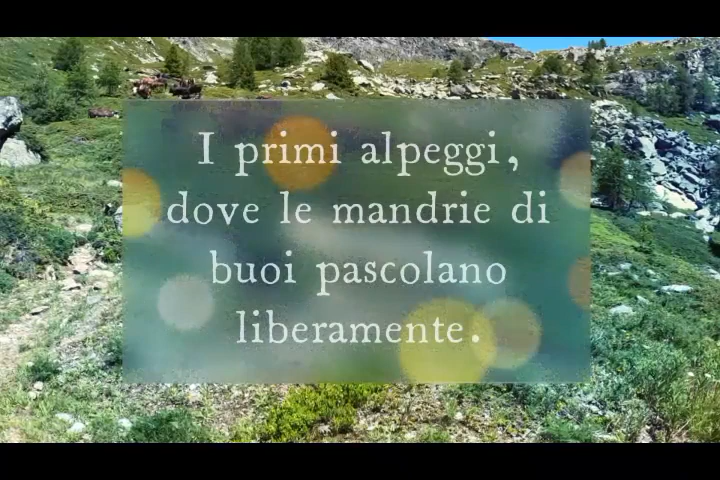 I primi alpeggi,
dove le mandrie di
buoi pascolano
liberamente.